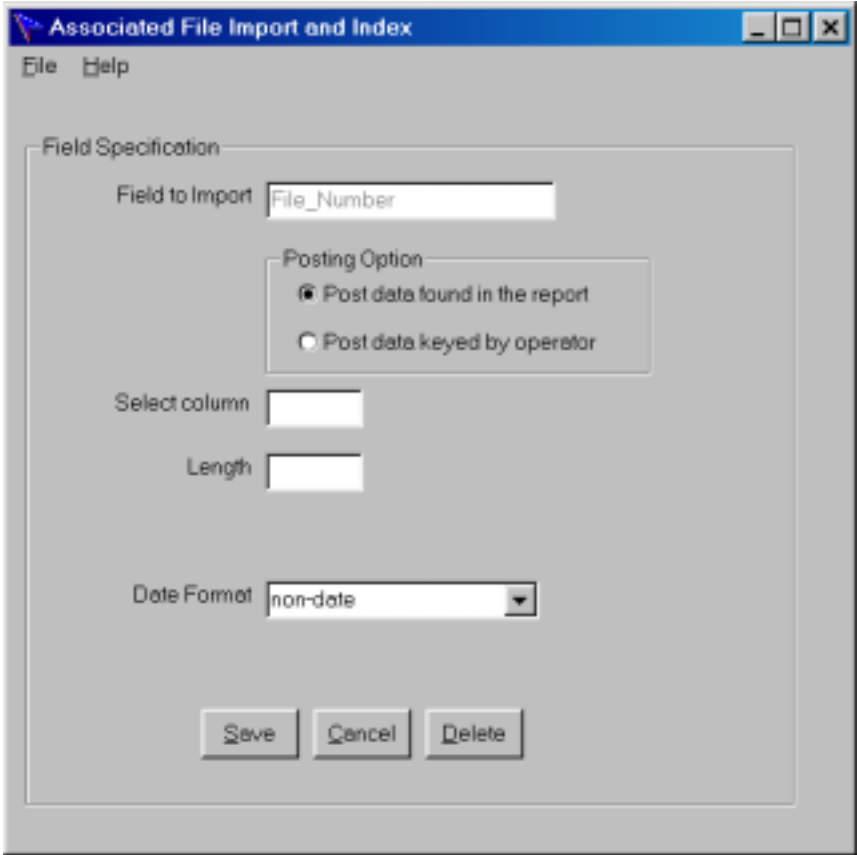 Associated File Import and Index
File Help
Field Specification
Field to Import File_Number
Posting Option
Post data found in the report
Post data keyed by operator
Select column
Length
Date Format non-date
Save Cancel Delete